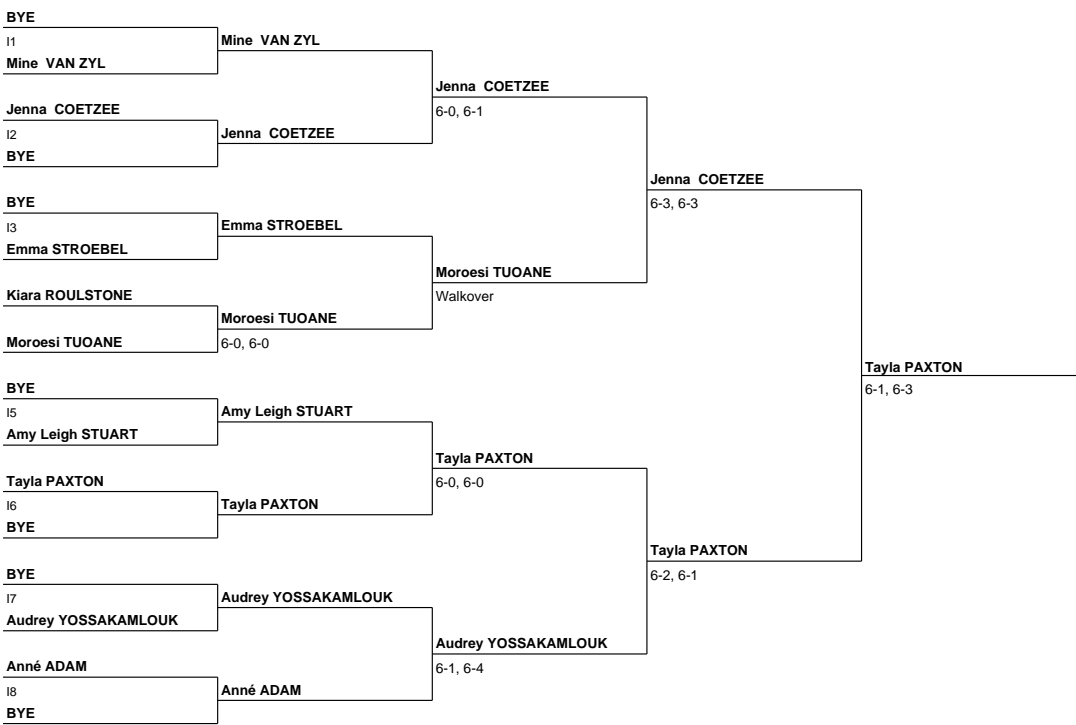 BYE
I1
Mine VAN ZYL
Jenna COETZEE
I2
BYE
BYE
I3
Emma STROEBEL
Kiara ROULSTONE
Moroesi TUOANE
BYE
I5
Amy Leigh STUART
Tayla PAXTON
I6
BYE
BYE
I7
Audrey YOSSAKAMLOUK
Anné ADAM
I8
BYE
Mine VAN ZYL
Jenna COETZEE
Emma STROEBEL
Moroesi TUOANE
6-0, 6-0
Amy Leigh STUART
Tayla PAXTON
Audrey YOSSAKAMLOUK
Anné ADAM
Jenna COETZEE
6-0, 6-1
Moroesi TUOANE
Walkover
Tayla PAXTON
6-0, 6-0
Audrey YOSSAKAMLOUK
6-1, 6-4
Jenna COETZEE
6-3, 6-3
Tayla PAXTON
6-2, 6-1
Tayla PAXTON
6-1, 6-3